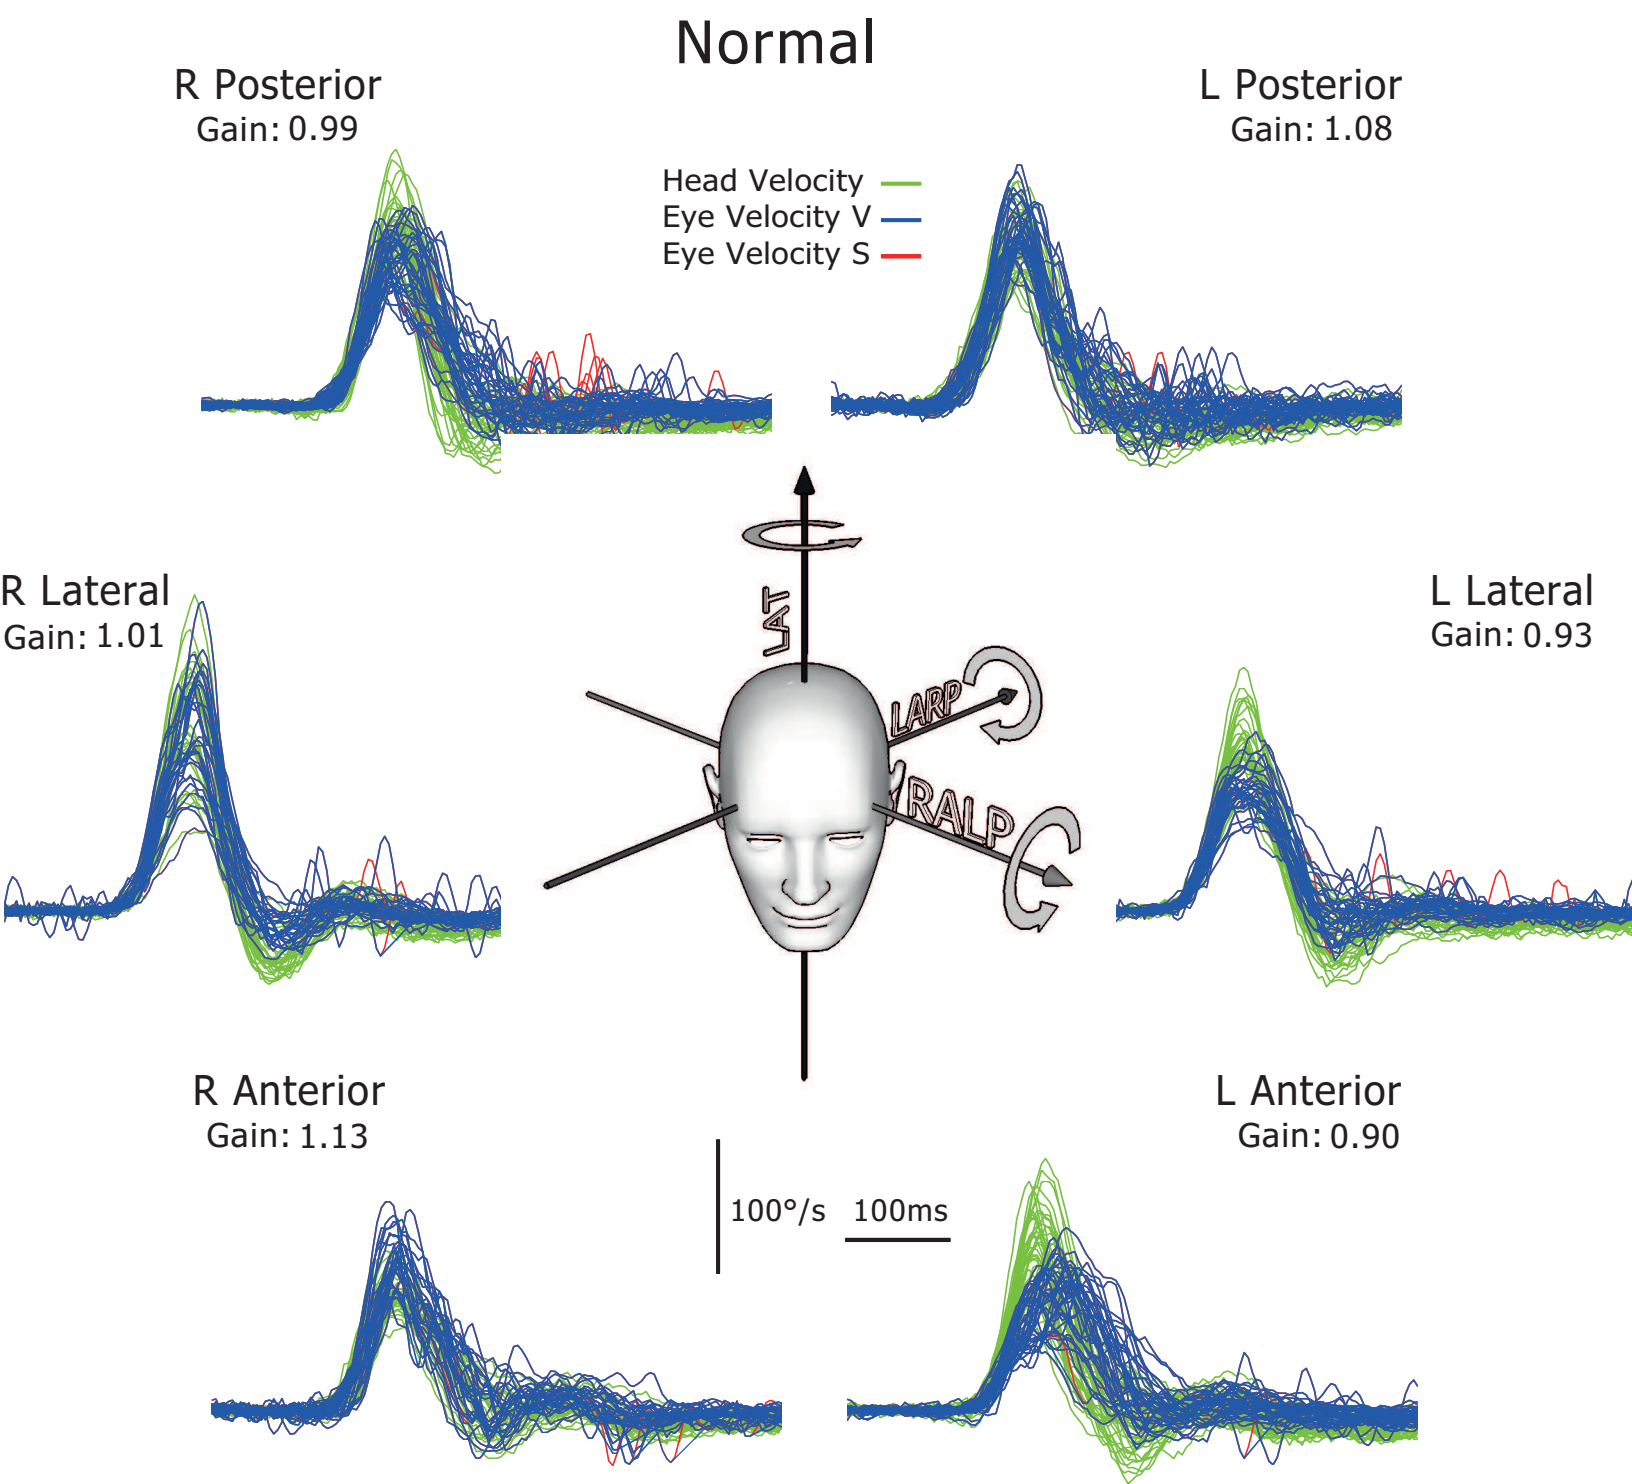 Normal
R Posterior
Gain: 0.99
L Posterior
Gain: 1.08
Head Velocity
Eye Velocity V
Eye Velocity S
R Lateral
Gain: 1.01
L Lateral
Gain: 0.93
LAT
LARP
RALP
R Anterior
Gain: 1.13
L Anterior
Gain: 0.90
100°/s 100ms